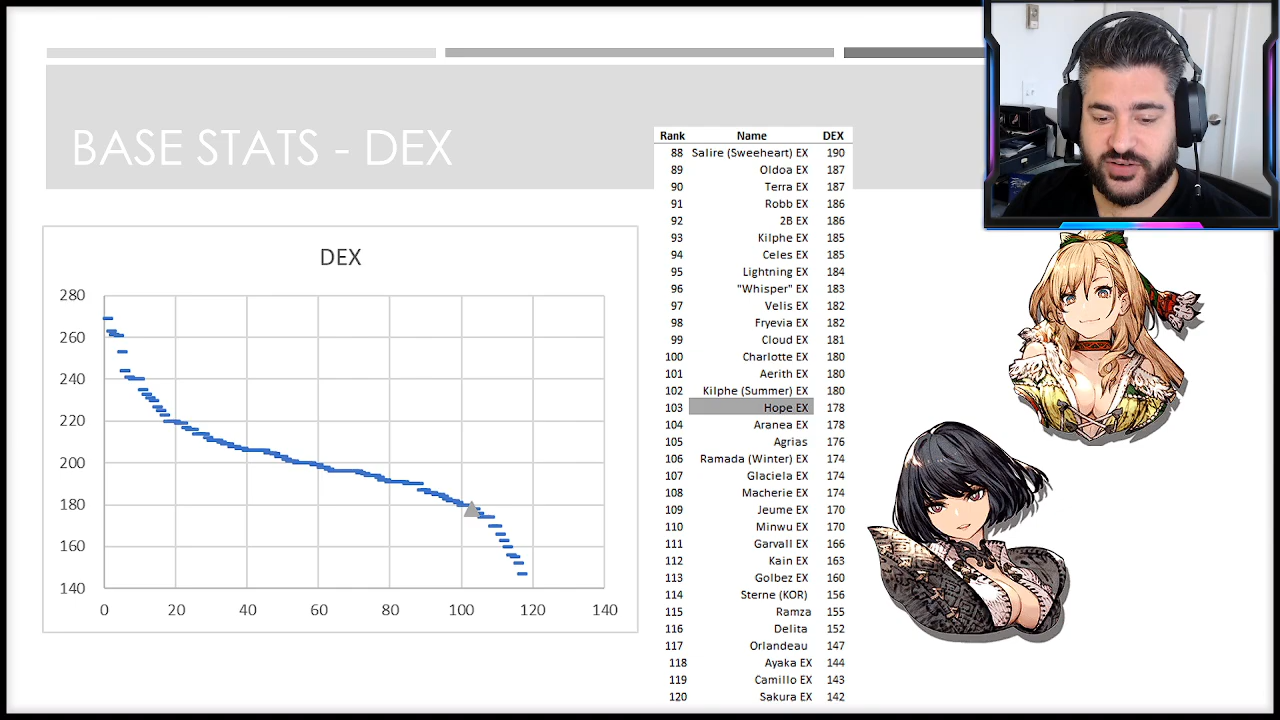 BASE STATS - DEX
Rank Name DEX
88 Salire (Sweeheart) EX 190
89 Oldoa EX 187
90 Terra EX 187
91 Robb EX 186
92 2B EX 186
93 Kilphe EX 185
94 Celes EX 185
95 Lightning EX 184
96 "Whisper" EX 183
97 Velis EX 182
98 Fryevia EX 182
99 Cloud EX 181
100 Charlotte EX 180
101 Aerith EX 180
102 Kilphe (Summer) EX 180
103 Hope EX 178
104 Aranea EX 178
105 Agrias 176
106 Ramada (Winter) EX 174
107 Glaciela EX 174
108 Macherie EX 174
109 Jeume EX 170
110 Minwu EX 170
111 Garvall EX 166
112 Kain EX 163
113 Golbez EX 160
114 Sterne (KOR) 156
115 Ramza 155
116 Delita 152
117 Orlandeau 147
118 Ayaka EX 144
119 Camillo EX 143
120 Sakura EX 142
DEX
280
260
240
220
200
180
160
140
0 20 40 60 80 100 120 140